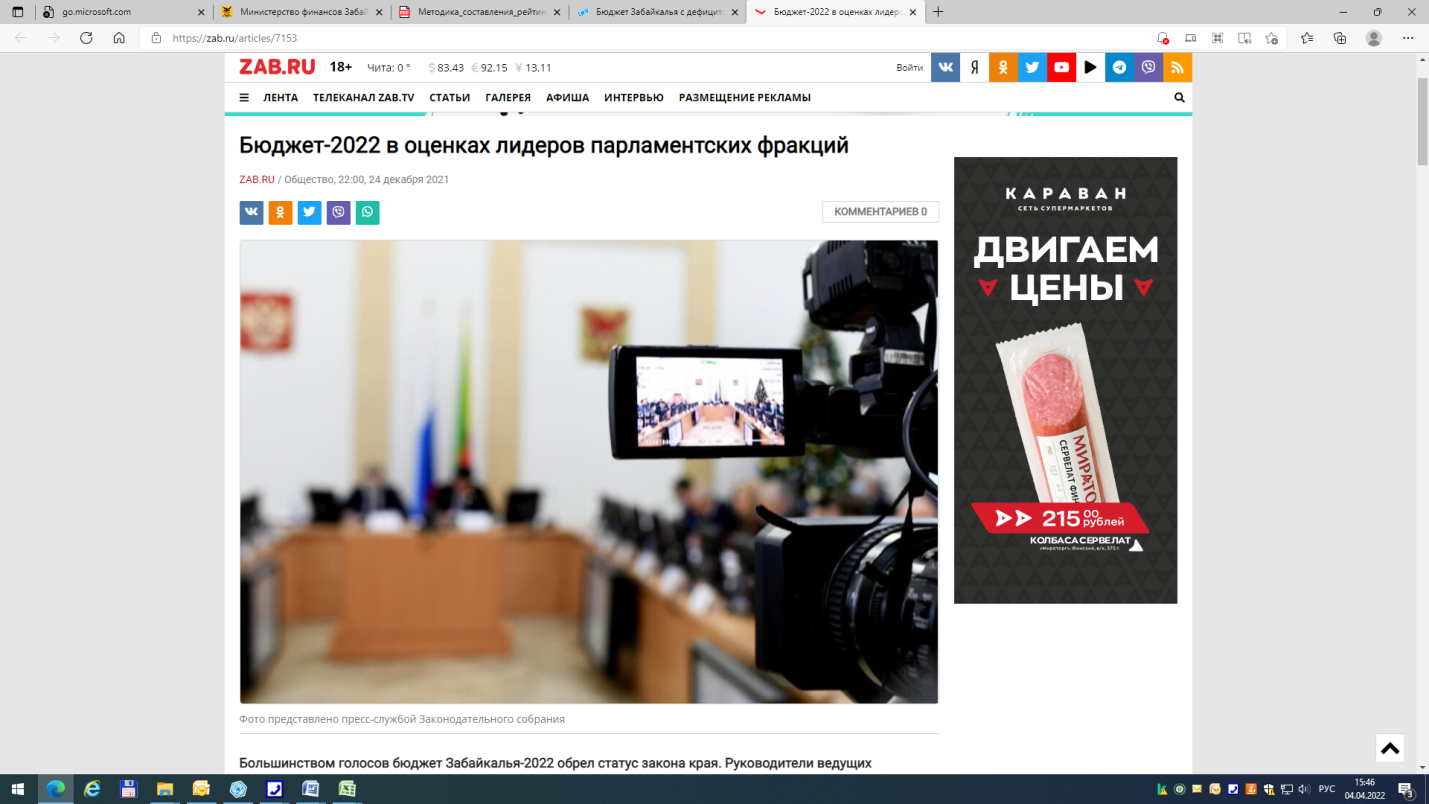 go.microsoft.com
Министерство финансов Забай
Методика_составления_рейтин
Бюджет Забайкалья с дефицит
Бюджет-2022 в оценках лидеро
https://zab.ru/articles/7153
ZAB.RU 18+ Чита: 0 ° $ 83.43 € 92.15 ¥ 13.11 Войти
ЛЕНТА ТЕЛЕКАНАЛ ZAB.TV СТАТЬИ ГАЛЕРЕЯ АФИША ИНТЕРВЬЮ РАЗМЕЩЕНИЕ РЕКЛАМЫ
Бюджет-2022 в оценках лидеров парламентских фракций
ZAB.RU / Общество, 22:00, 24 декабря 2021
КОММЕНТАРИЕВ 0
Фото представлено пресс-службой Законодательного собрания
Большинством голосов бюджет Забайкалья-2022 обрел статус закона края. Руководители ведущих
КАРАВАН
СЕТЬ СУПЕРМАРКЕТОВ
ДВИГАЕМ
ЦЕНЫ
МИРАТО
СЕРВЕЛАТ ФИН
215 00
рублей
КОЛБАСА СЕРВЕЛАТ
РУС
15:46
04.04.2022
3